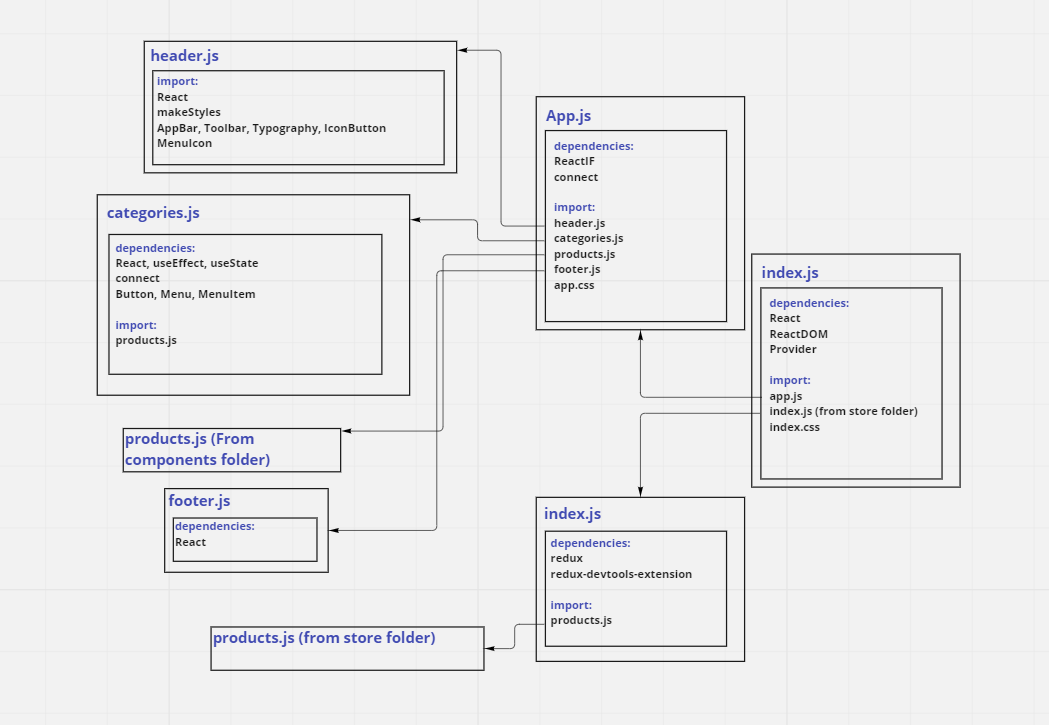 header.js
import:
React
makeStyles
AppBar, Toolbar, Typography, IconButton
MenuIcon
categories.js
dependencies:
React, useEffect, useState
connect
Button, Menu, MenuItem
import:
products.js
products.js (From
components folder)
footer.js
dependencies:
React
products.js (from store folder)
App.js
dependencies:
ReactIF
connect
import:
header.js
categories.js
products.js
footer.js
app.css
index.js
dependencies:
redux
redux-devtools-extension
import:
products.js
index.js
dependencies:
React
ReactDOM
Provider
import:
app.js
index.js (from store folder)
index.css